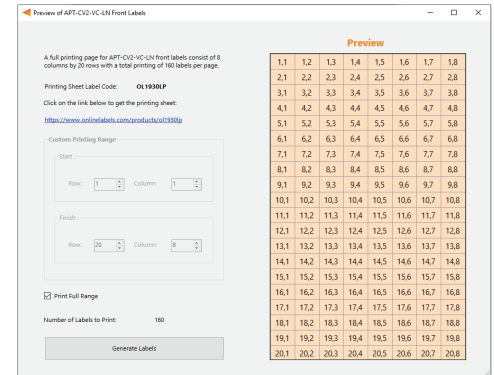 Preview of APT-CV2-VC-LN Front Labels
A full printing page for APT-CV2-VC-LN front labels consist of 8
columns by 20 rows with a total printing of 160 labels per page.
Printing Sheet Label Code: OL1930LP
Click on the link below to get the printing sheet:
https://www.onlinelabels.com/products/ol1930lp
Custom Printing Range
Start :
Row: 1 Column: 1
Finish :
Row: 20 Column: 8
Print Full Range
Number of Labels to Print: 160
Generate Labels
Preview
1,1 1,2 1,3 1,4 1,5 1,6 1,7 1,8
2,1 2,2 2,3 2,4 2,5 2,6 2,7 2,8
3,1 3,2 3,3 3,4 3,5 3,6 3,7 3,8
4,1 4,2 4,3 4,4 4,5 4,6 4,7 4,8
5,1 5,2 5,3 5,4 5,5 5,6 5,7 5,8
6,1 6,2 6,3 6,4 6,5 6,6 6,7 6,8
7,1 7,2 7,3 7,4 7,5 7,6 7,7 7,8
8,1 8,2 8,3 8,4 8,5 8,6 8,7 8,8
9,1 9,2 9,3 9,4 9,5 9,6 9,7 9,8
10,1 10,2 10,3 10,4 10,5 10,6 10,7 10,8
11,1 11,2 11,3 11,4 11,5 11,6 11,7 11,8
12,1 12,2 12,3 12,4 12,5 12,6 12,7 12,8
13,1 13,2 13,3 13,4 13,5 13,6 13,7 13,8
14,1 14,2 14,3 14,4 14,5 14,6 14,7 14,8
15,1 15,2 15,3 15,4 15,5 15,6 15,7 15,8
16,1 16,2 16,3 16,4 16,5 16,6 16,7 16,8
17,1 17,2 17,3 17,4 17,5 17,6 17,7 17,8
18,1 18,2 18,3 18,4 18,5 18,6 18,7 18,8
19,1 19,2 19,3 19,4 19,5 19,6 19,7 19,8
20,1 20,2 20,3 20,4 20,5 20,6 20,7 20,8